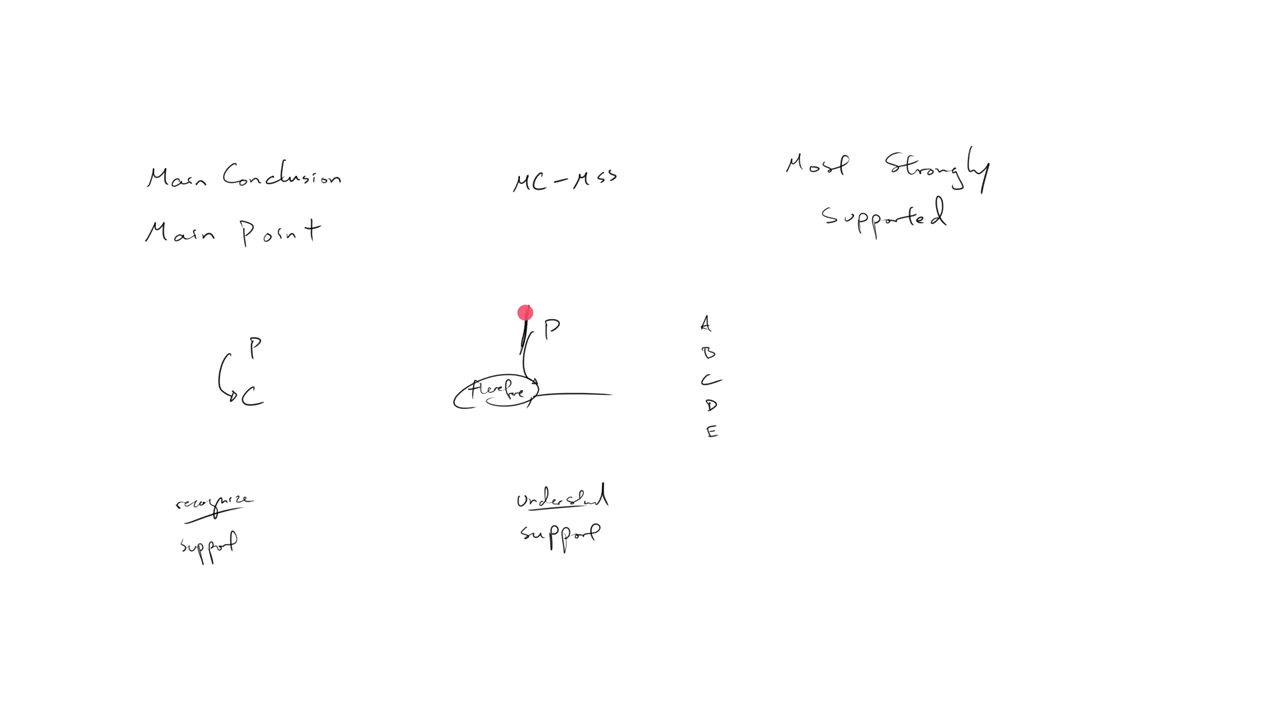 Main Conclusion
Main Point
MC - MSS
Most Strongly
Supported
P
C
P
therefore
A
B
C
D
E
recognize
support
understand
support